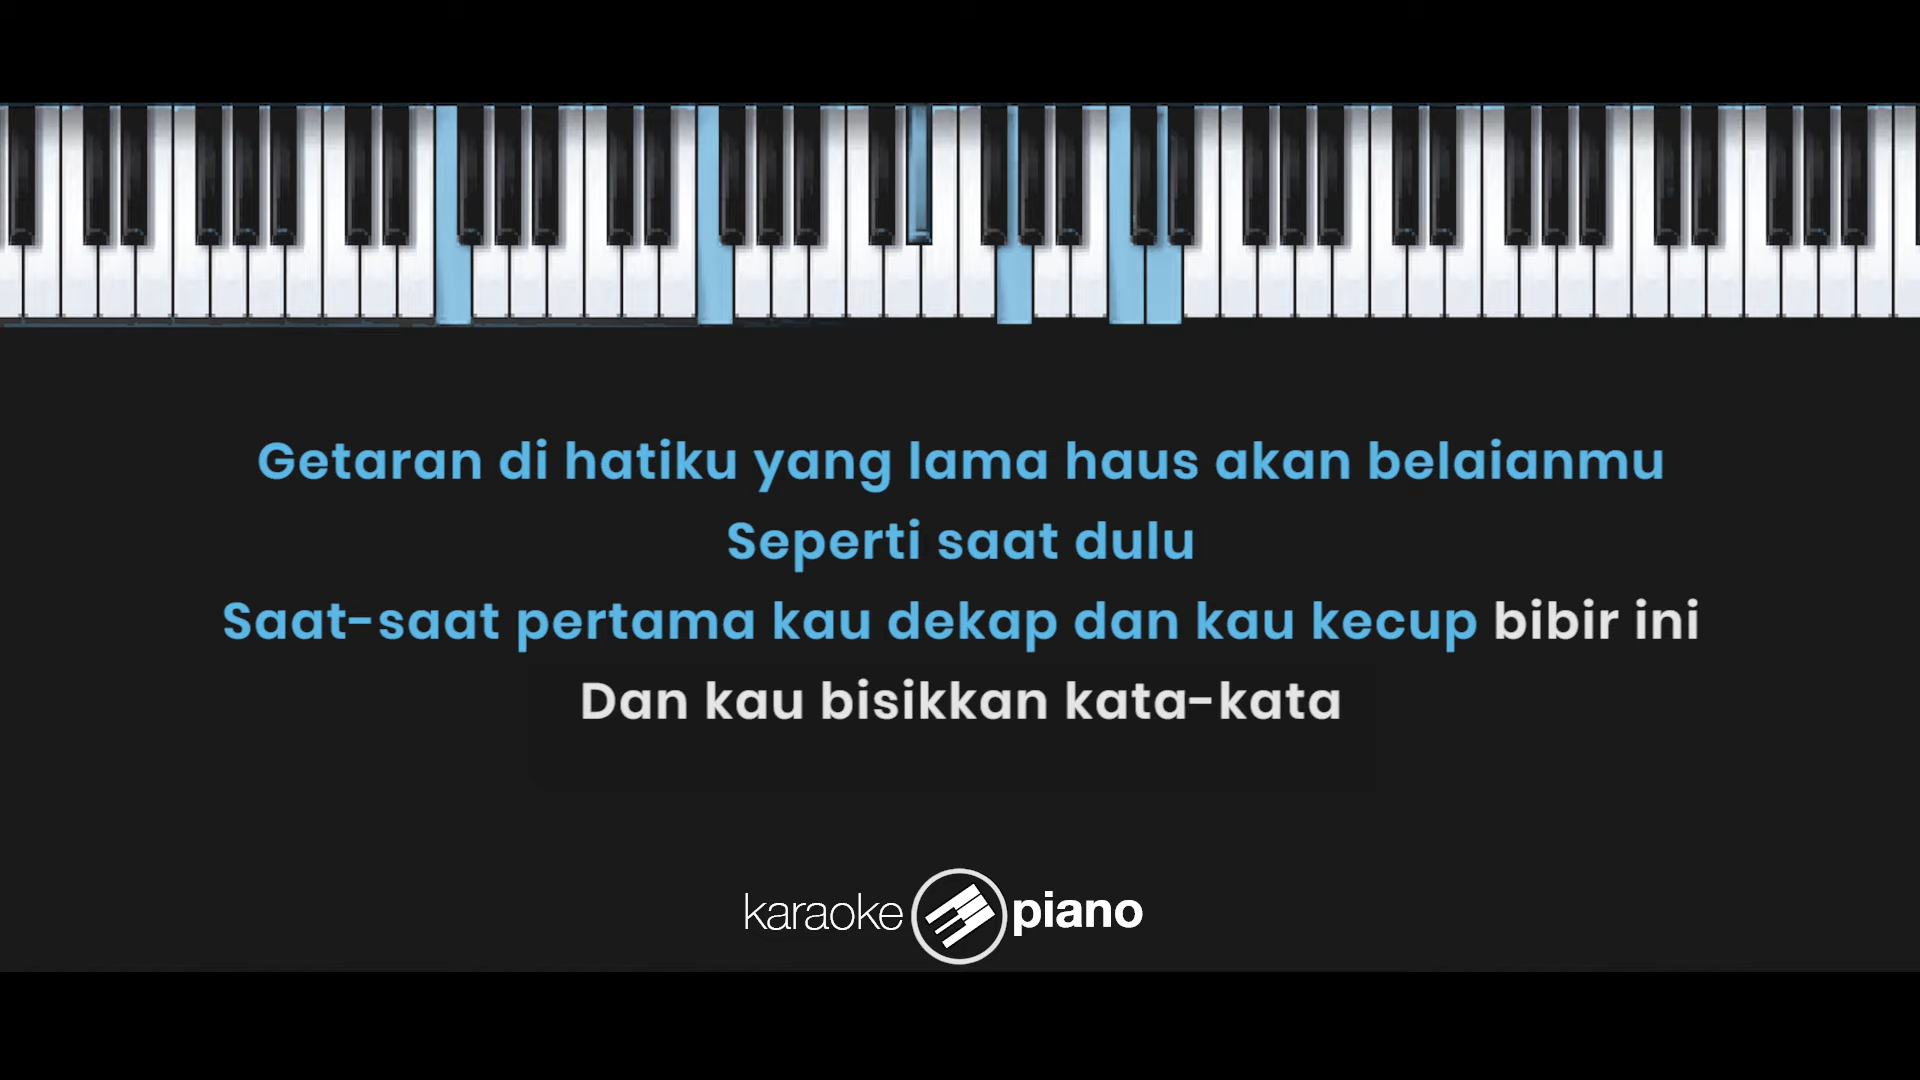 Getaran di hatiku yang lama haus akan belaianmu
Seperti saat dulu
Saat-saat pertama kau dekap dan kau kecup bibir ini
Dan kau bisikkan kata-kata
karaoke piano